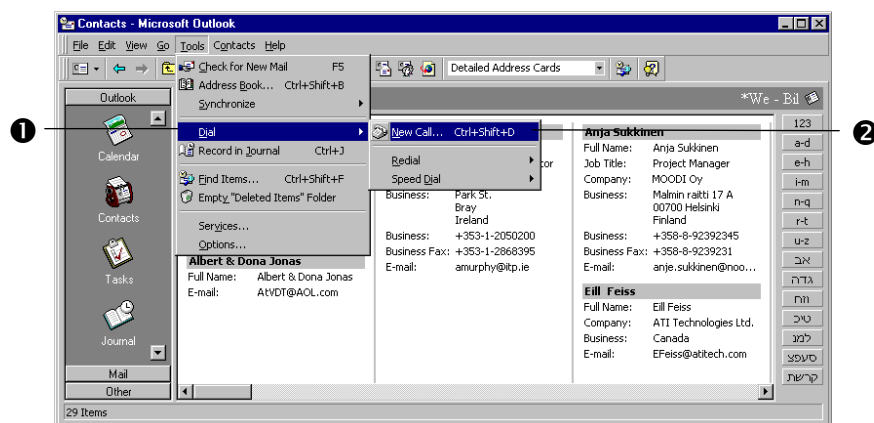 Contacts - Microsoft Outlook
File Edit View Go Tools Contacts Help
Detailed Address Cards
Check for New Mail F5
Address Book... Ctrl+Shift+B
Synchronize
Dial
Record in Journal Ctrl+J
Find Items... Ctrl+Shift+F
Empty "Deleted Items" Folder
Services...
Options...
New Call... Ctrl+Shift+D
Redial
Speed Dial
1
2
Outlook
Calendar
Contacts
Tasks
Journal
Mail
Other
*We - Bil
Albert & Dona Jonas
Full Name: Albert & Dona Jonas
E-mail: AtVDT@AOL.com
tor
Business: Park St.
Bray
Ireland
Business: +353-1-2050200
Business Fax: +353-1-2868395
E-mail: amurphy@itp.ie
Anja Sukkinen
Full Name: Anja Sukkinen
Job Title: Project Manager
Company: MOODI Oy
Business: Malmin raitti 17 A
00700 Helsinki
Finland
Business: +358-8-92392345
Business Fax: +358-8-9239231
E-mail: anje.sukkinen@noo...
Eill Feiss
Full Name: Eill Feiss
Company: ATI Technologies Ltd.
Business: Canada
E-mail: EFeiss@atitech.com
123
a-d
e-h
i-m
n-q
r-t
u-z
אב
גדה
וזח
טיכ
למנ
סעפצ
קרשת
29 Items